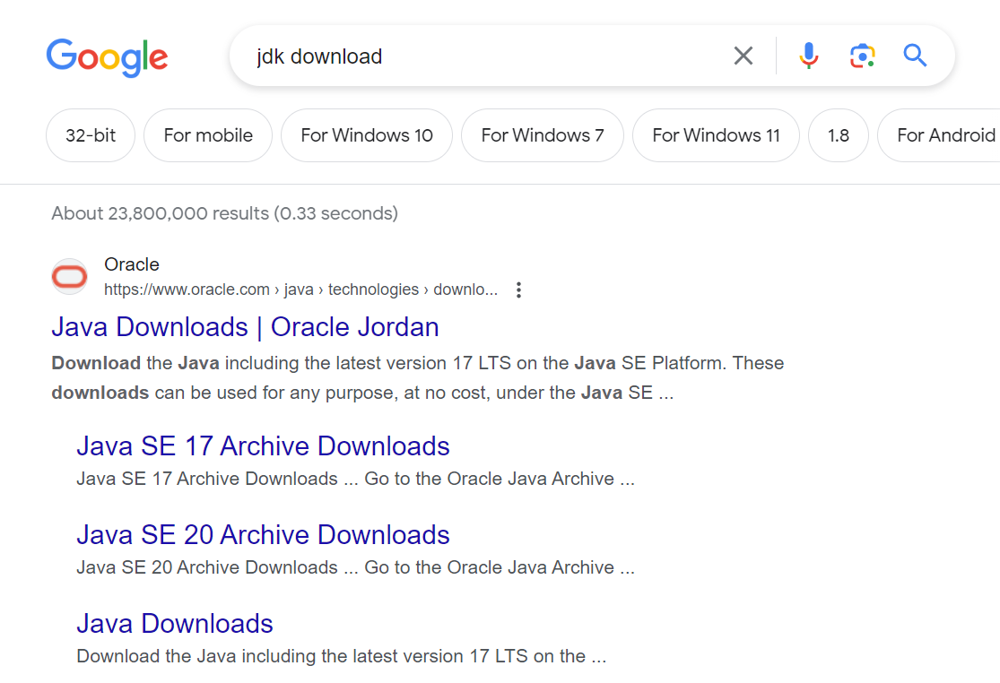 Google
jdk download
32-bit
For mobile
For Windows 10
For Windows 7
For Windows 11
1.8
For Android
About 23,800,000 results (0.33 seconds)
Oracle
https://www.oracle.com › java › technologies › downlo...
Java Downloads | Oracle Jordan
Download the Java including the latest version 17 LTS on the Java SE Platform. These
downloads can be used for any purpose, at no cost, under the Java SE ...
Java SE 17 Archive Downloads
Java SE 17 Archive Downloads ... Go to the Oracle Java Archive ...
Java SE 20 Archive Downloads
Java SE 20 Archive Downloads ... Go to the Oracle Java Archive ...
Java Downloads
Download the Java including the latest version 17 LTS on the ...